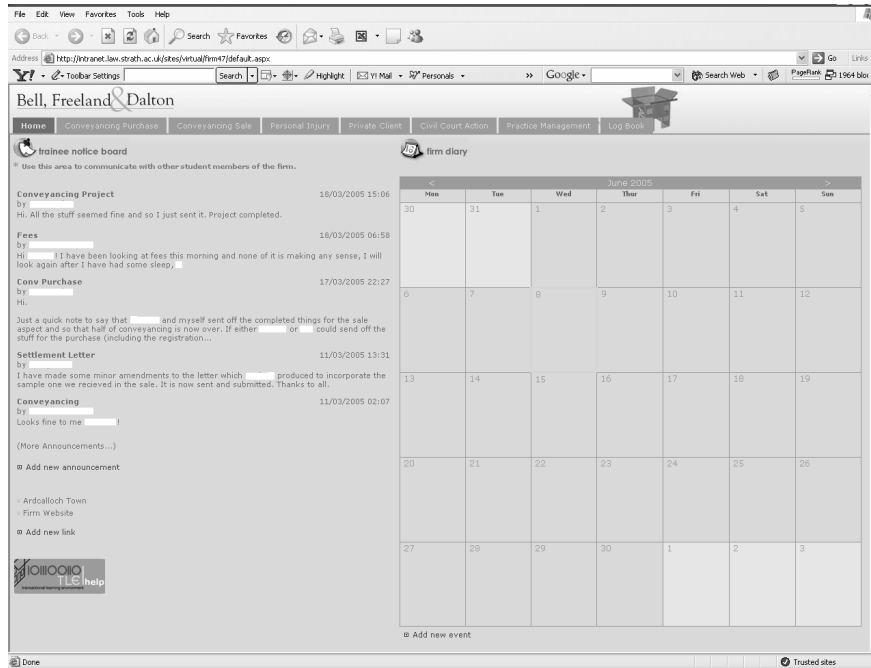 File Edit View Favorites Tools Help
Back Search Favorites
Address http://intranet.law.strath.ac.uk/sites/virtual/firm47/default.aspx Go Links
Y! Toolbar Settings Search Highlight Y! Mail Personals » Google Search Web PageRank 1964 bloc
Bell, Freeland & Dalton
Home Conveyancing Purchase Conveyancing Sale Personal Injury Private Client Civil Court Action Practice Management Log Book
trainee notice board
* Use this area to communicate with other student members of the firm.
Conveyancing Project 18/03/2005 15:06
by
Hi. All the stuff seemed fine and so I just sent it. Project completed.
Fees 18/03/2005 06:58
by
Hi ! I have been looking at fees this morning and none of it is making any sense, I will
look again after I have had some sleep,
Conv Purchase 17/03/2005 22:27
by
Hi.
Just a quick note to say that and myself sent off the completed things for the sale
aspect and so that half of conveyancing is now over. If either or could send off the
stuff for the purchase (including the registration...
Settlement Letter 11/03/2005 13:31
by
I have made some minor amendments to the letter which produced to incorporate the
sample one we recieved in the sale. It is now sent and submitted. Thanks to all.
Conveyancing 11/03/2005 02:07
by
Looks fine to me !
(More Announcements...)
Add new announcement
Ardcalloch Town
Firm Website
Add new link
TLE help
transactional learning environment
firm diary
< June 2005 >
Mon Tue Wed Thur Fri Sat Sun
30 31 1 2 3 4 5
6 7 8 9 10 11 12
13 14 15 16 17 18 19
20 21 22 23 24 25 26
27 28 29 30 1 2 3
Add new event
Done Trusted sites